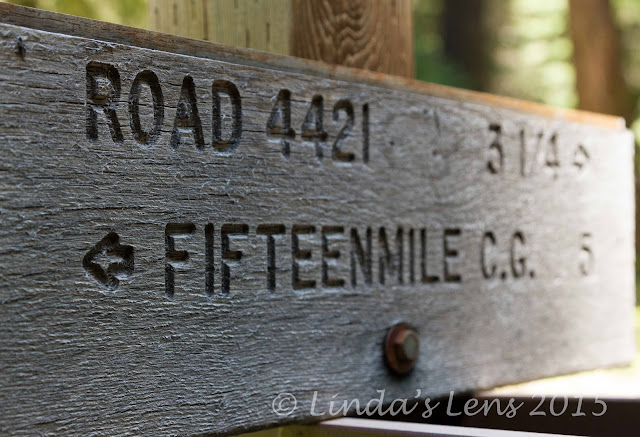 ROAD 4421 3 1/4 →
← FIFTEENMILE C.G. 5
© Linda's Lens 2015